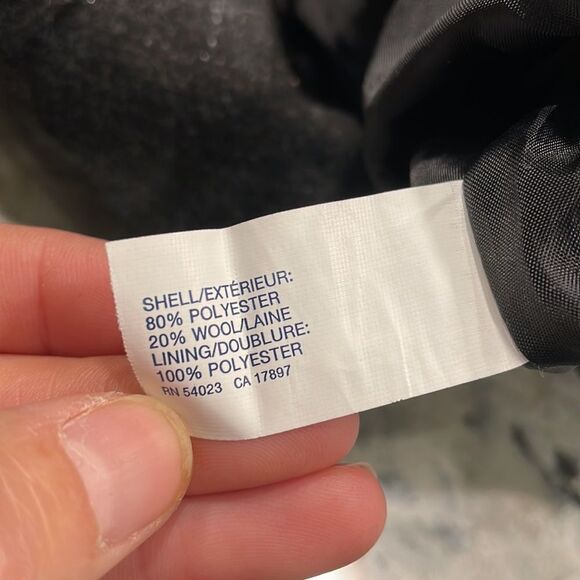 SHELL/EXTÉRIEUR:
80% POLYESTER
20% WOOL/LAINE
LINING/DOUBLURE:
100% POLYESTER
RN 54023 CA 17897